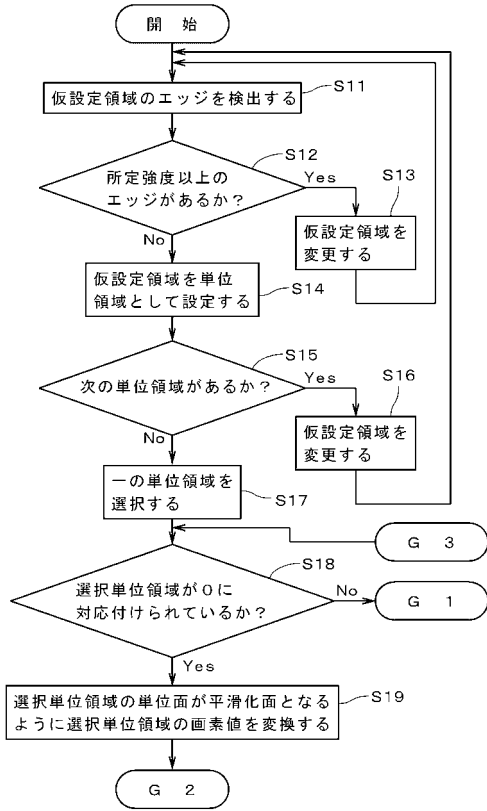 開 始
仮設定領域のエッジを検出する
S11
所定強度以上の
エッジがあるか？
S12
Yes
No
S13
仮設定領域を
変更する
仮設定領域を単位
領域として設定する
S14
次の単位領域があるか？
S15
Yes
No
S16
仮設定領域を
変更する
一の単位領域を
選択する
S17
G 3
選択単位領域が０に
対応付けられているか？
S18
No
G 1
Yes
選択単位領域の単位面が平滑化面となる
ように選択単位領域の画素値を変換する
S19
G 2